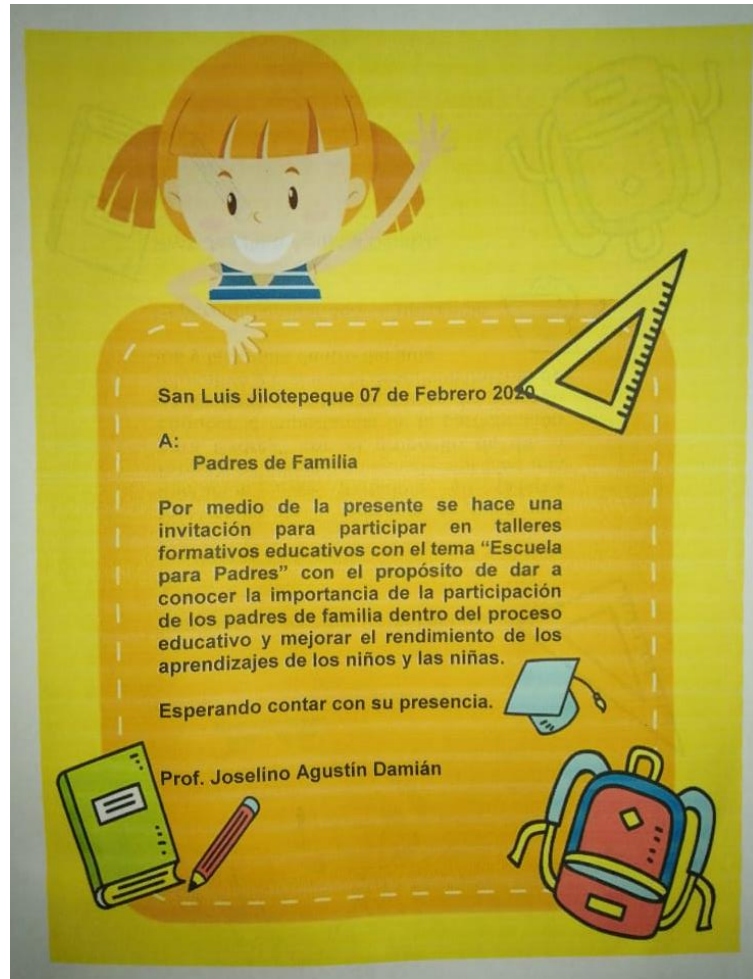 San Luis Jilotepeque 07 de Febrero 2020
A:
Padres de Familia
Por medio de la presente se hace una
invitación para participar en talleres
formativos educativos con el tema “Escuela
para Padres” con el propósito de dar a
conocer la importancia de la participación
de los padres de familia dentro del proceso
educativo y mejorar el rendimiento de los
aprendizajes de los niños y las niñas.
Esperando contar con su presencia.
Prof. Joselino Agustín Damián